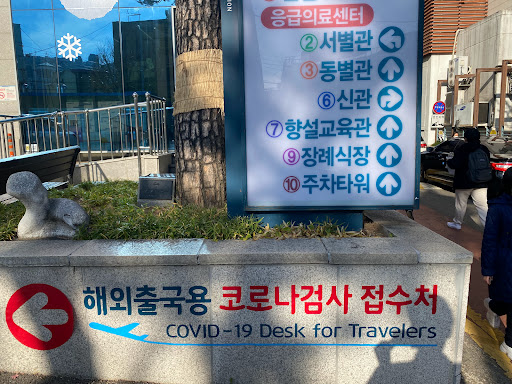 응급의료센터
② 서별관
③ 동별관
⑥ 신관
⑦ 향설교육관
⑨ 장례식장
⑩ 주차타워
해외출국용 코로나검사 접수처
COVID-19 Desk for Travelers